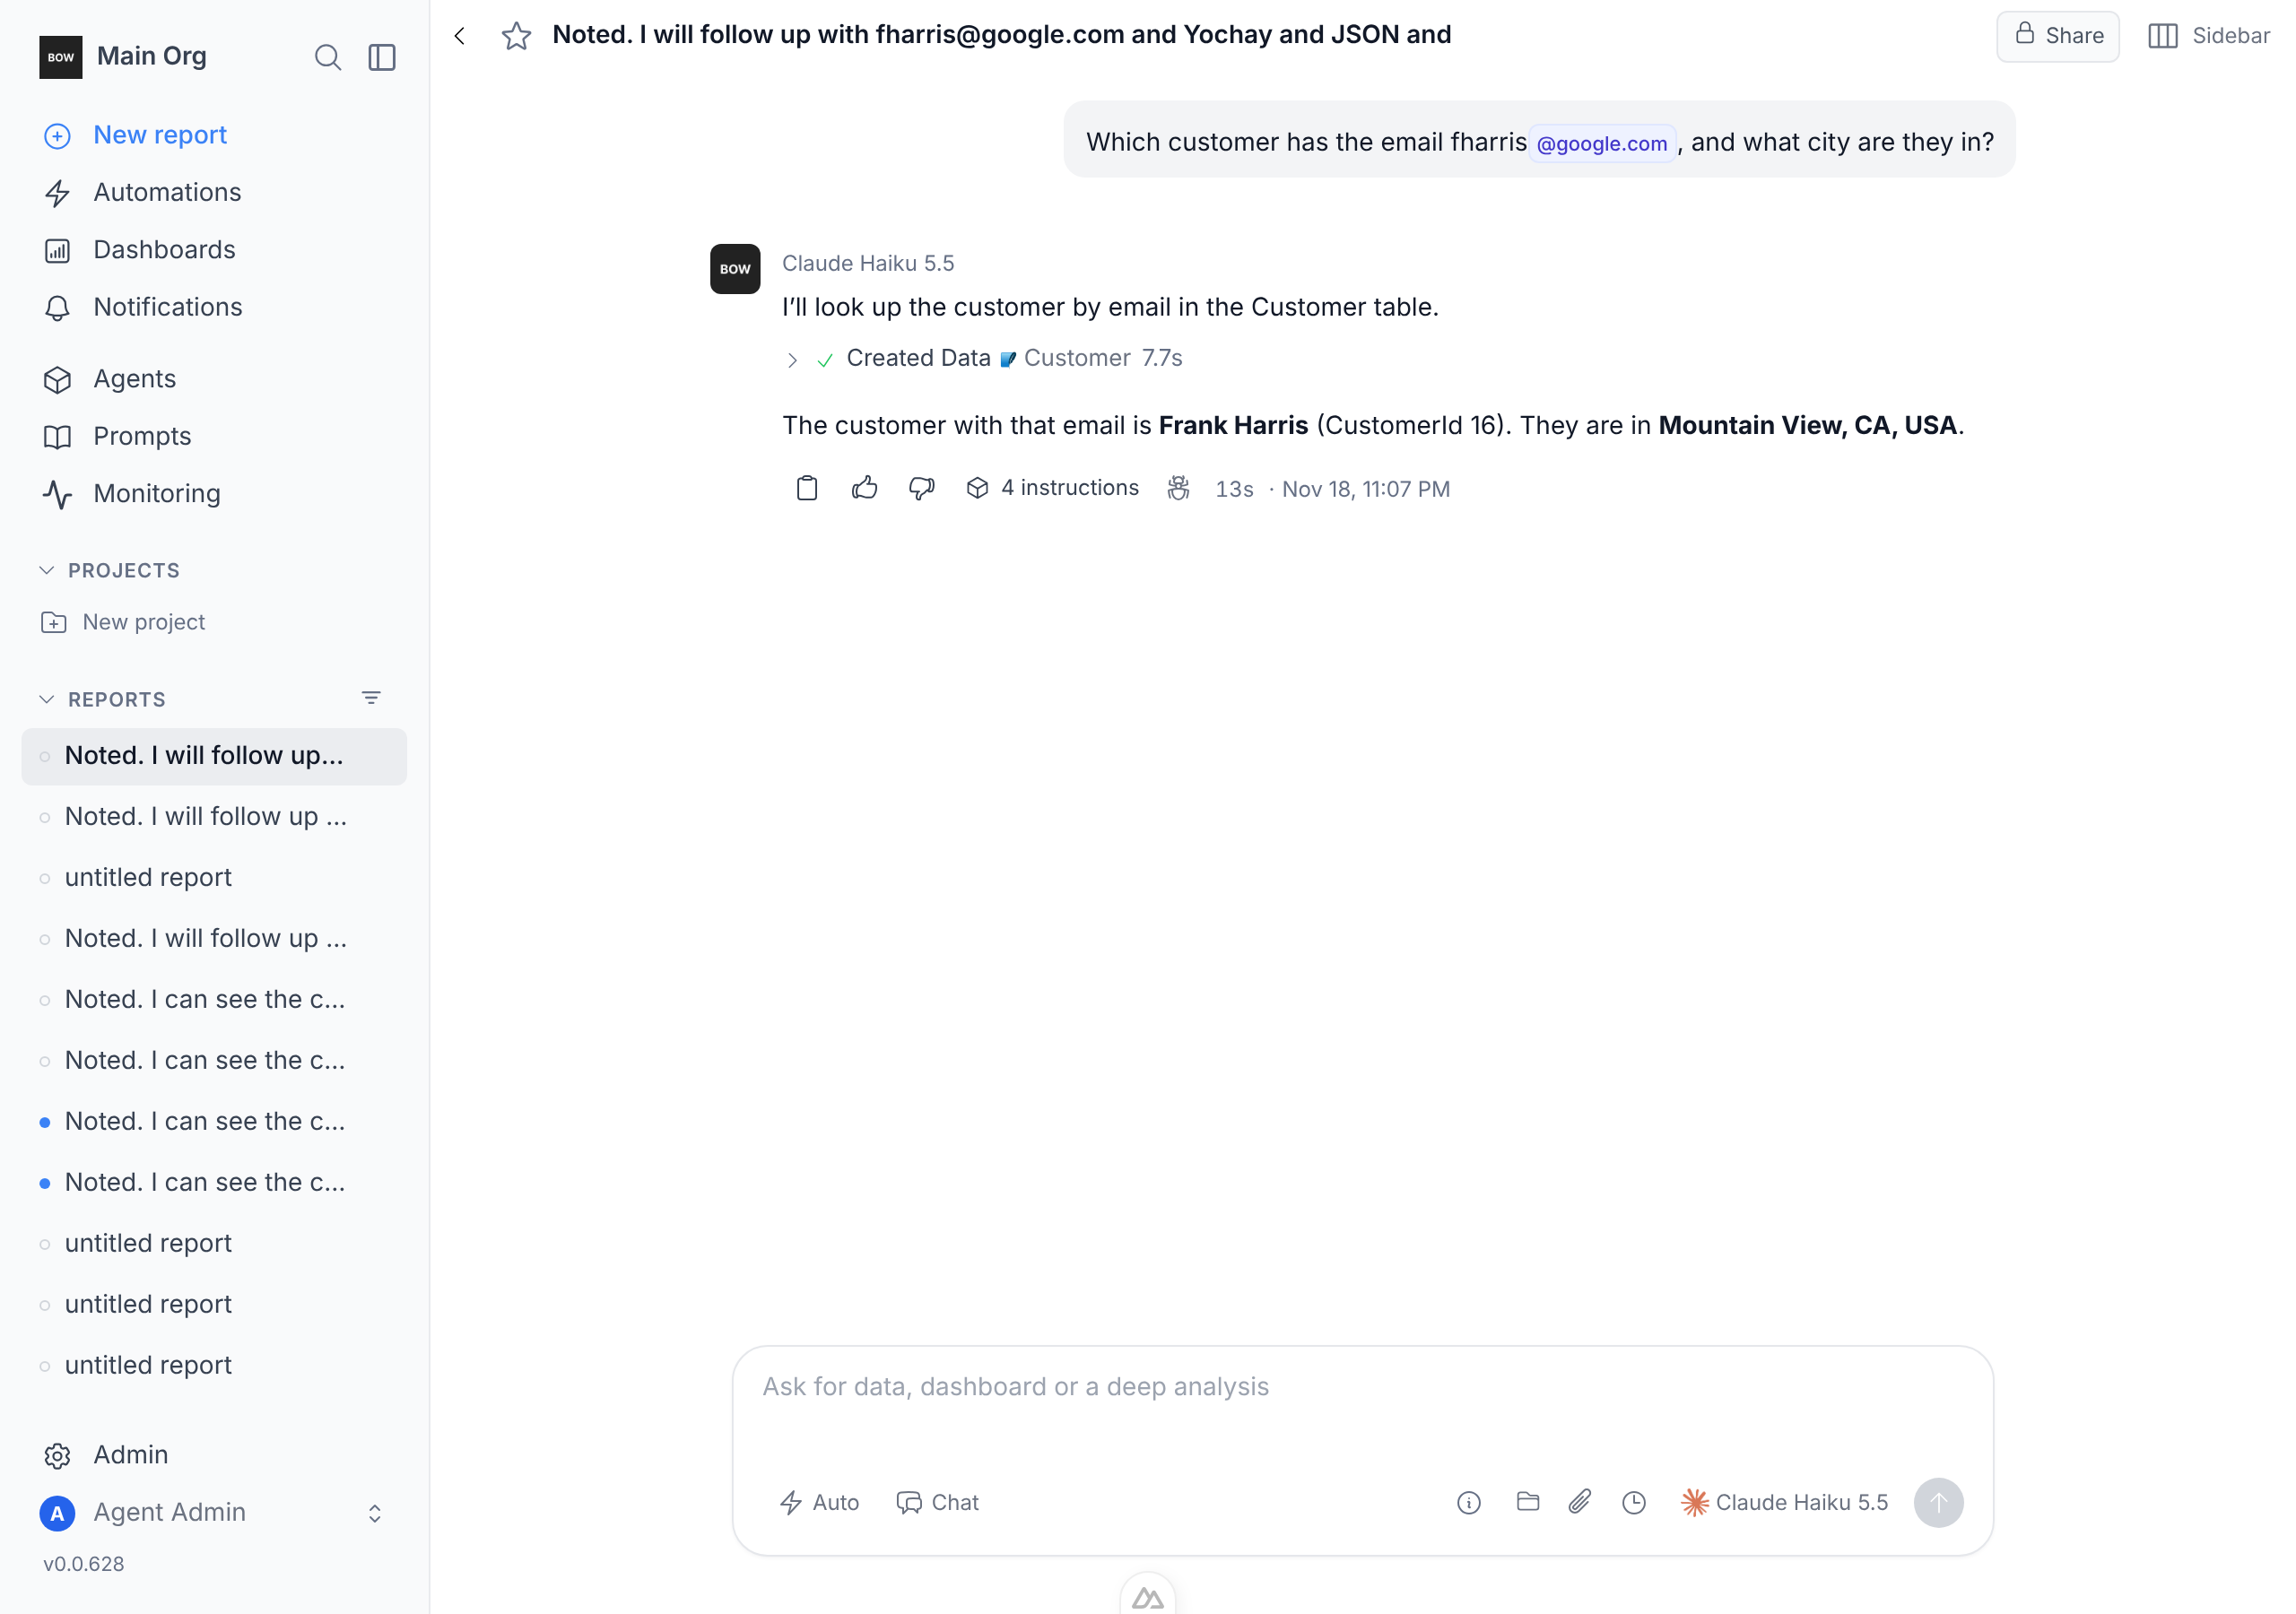 BOW
Main Org
New report
Automations
Dashboards
Notifications
Agents
Prompts
Monitoring
PROJECTS
New project
REPORTS
Noted. I will follow up...
Noted. I will follow up ...
untitled report
Noted. I will follow up ...
Noted. I can see the c...
Noted. I can see the c...
Noted. I can see the c...
Noted. I can see the c...
untitled report
untitled report
untitled report
Admin
A Agent Admin
v0.0.628
Noted. I will follow up with fharris@google.com and Yochay and JSON and
Share
Sidebar
Which customer has the email fharris @google.com , and what city are they in?
BOW
Claude Haiku 5.5
I’ll look up the customer by email in the Customer table.
Created Data Customer 7.7s
The customer with that email is Frank Harris (CustomerId 16). They are in Mountain View, CA, USA.
4 instructions 13s · Nov 18, 11:07 PM
Ask for data, dashboard or a deep analysis
Auto Chat Claude Haiku 5.5